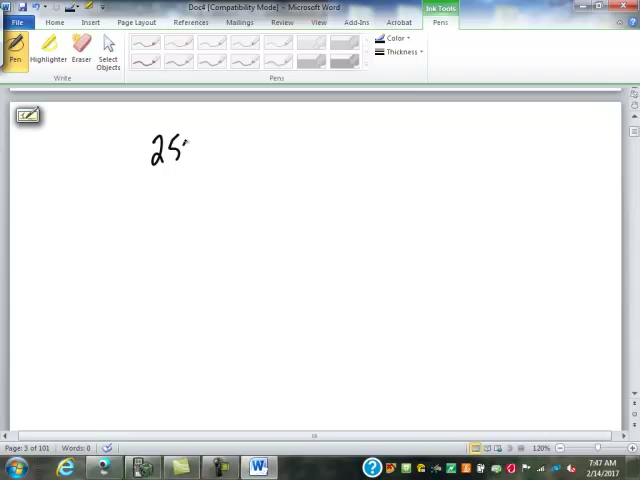 Doc4 [Compatibility Mode] - Microsoft Word
Ink Tools
File Home Insert Page Layout References Mailings Review View Add-Ins Acrobat Pens
Pen Highlighter Eraser Select Objects
Color
Thickness
Write Pens
25
Page: 3 of 101 Words: 0 120%
7:47 AM
2/14/2017